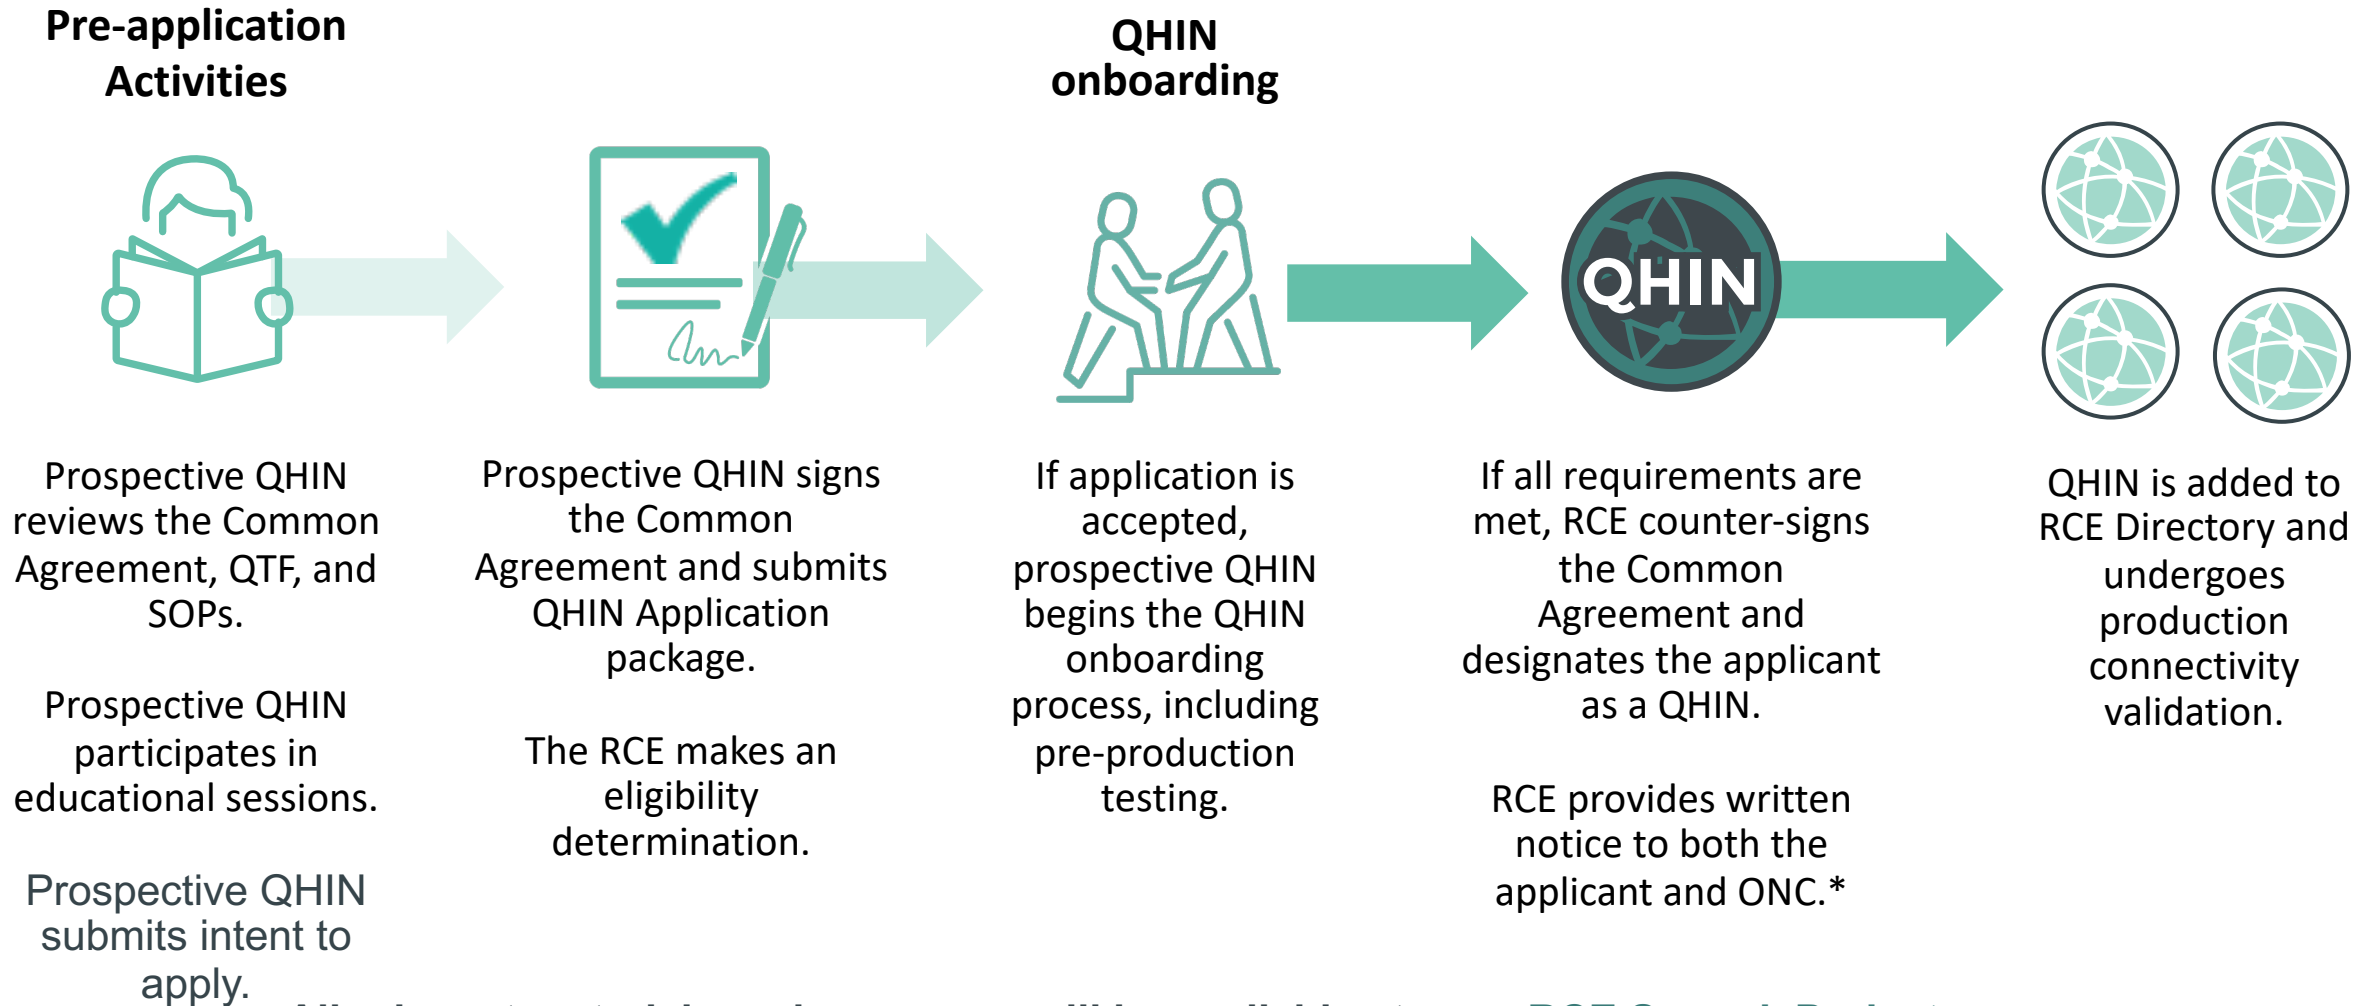 Pre-application
Activities
QHIN
onboarding
QHIN
Prospective QHIN
reviews the Common
Agreement, QTF, and
SOPs.
Prospective QHIN
participates in
educational sessions.
Prospective QHIN
submits intent to
apply.
Prospective QHIN signs
the Common
Agreement and submits
QHIN Application
package.
The RCE makes an
eligibility
determination.
If application is
accepted,
prospective QHIN
begins the QHIN
onboarding
process, including
pre-production
testing.
If all requirements are
met, RCE counter-signs
the Common
Agreement and
designates the applicant
as a QHIN.
RCE provides written
notice to both the
applicant and ONC.*
QHIN is added to
RCE Directory and
undergoes
production
connectivity
validation.